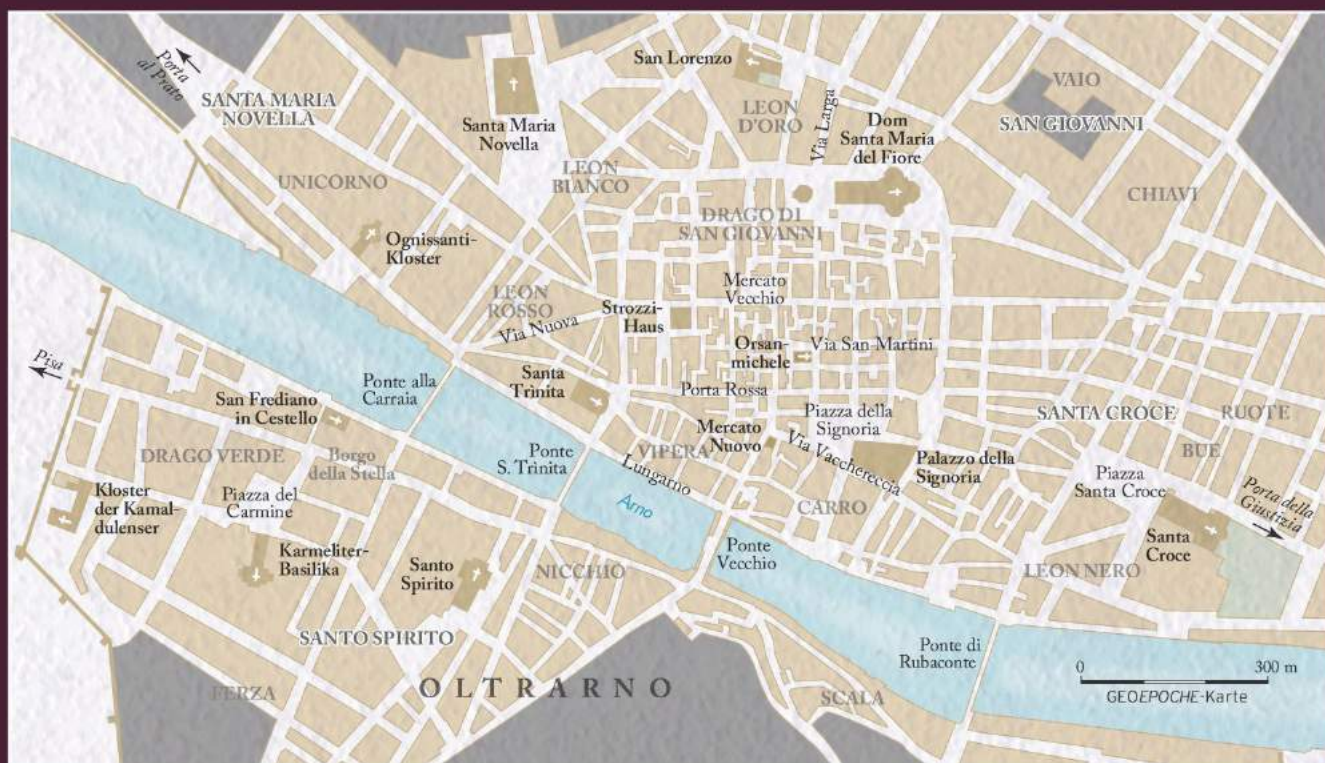 Porta
al Prato
SANTA MARIA
NOVELLA
Santa Maria
Novella
San Lorenzo
LEON
D'ORO
Via Larga
Dom
Santa Maria
del Fiore
VAIO
SAN GIOVANNI
CHIAVI
UNICORNO
LEON
BIANCO
DRAGO DI
SAN GIOVANNI
Ognissanti-
Kloster
LEON
ROSSO
Via Nuova
Strozzi-
Haus
Mercato
Vecchio
Orsan-
michele
Via San Martini
Pisa
Ponte alla
Carraia
Santa
Trìnita
Porta Rossa
Piazza della
Signoria
SANTA CROCE
RUOTE
San Frediano
in Cestello
DRAGO VERDE
Borgo
della Stella
Ponte
S. Trìnita
Lungarno
VIPERA
Mercato
Nuovo
Via Vacchereccia
Palazzo della
Signoria
BUE
Piazza
Santa Croce
Porta della
Giustizia
Kloster
der Kamal-
dulenser
Piazza del
Carmine
Arno
CARRO
Santa
Croce
Karmeliter-
Basilika
Santo
Spirito
NICCHIO
Ponte
Vecchio
LEON NERO
SANTO SPIRITO
Ponte di
Rubaconte
0 300 m
GEOEPOCHE-Karte
FERZA
OLTRARNO
SCALA